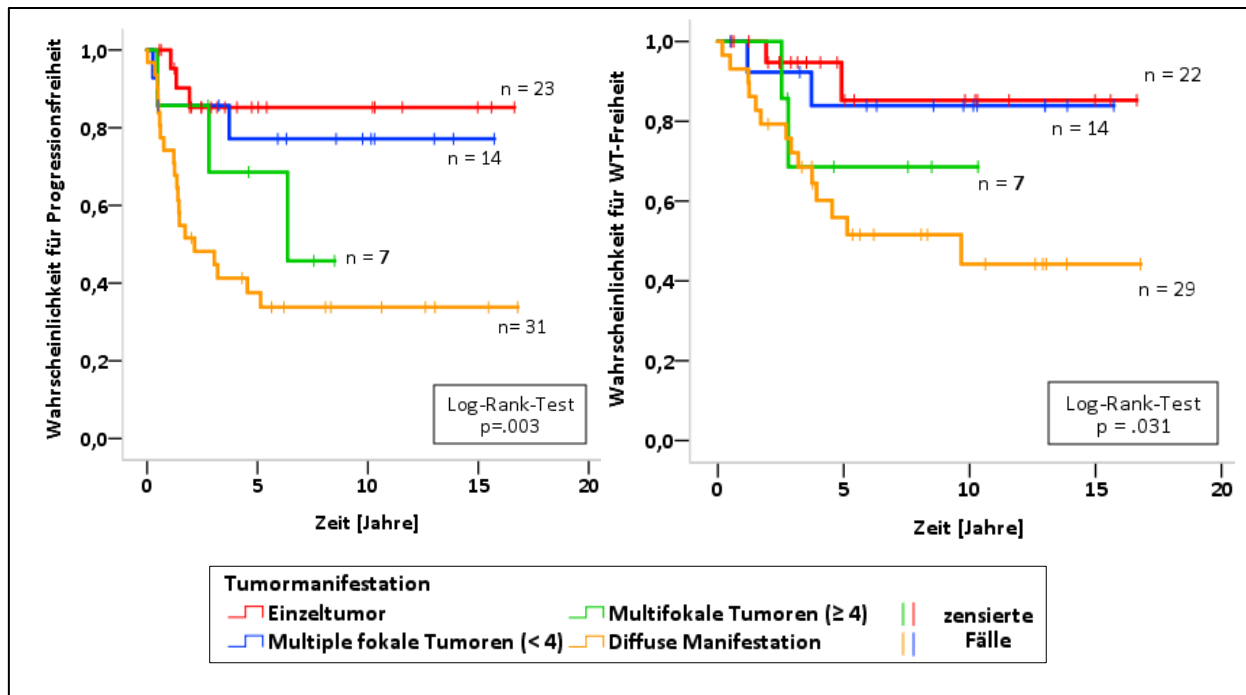 Wahrscheinlichkeit für Progressionsfreiheit
1,0
0,8
0,6
0,4
0,2
0,0
n = 23
n = 14
n = 7
n= 31
Log-Rank-Test
p=.003
0 5 10 15 20
Zeit [Jahre]
Wahrscheinlichkeit für WT-Freiheit
1,0
0,8
0,6
0,4
0,2
0,0
n = 22
n = 14
n = 7
n = 29
Log-Rank-Test
p = .031
0 5 10 15 20
Zeit [Jahre]
Tumormanifestation
Einzeltumor
Multiple fokale Tumoren (< 4)
Multifokale Tumoren (≥ 4)
Diffuse Manifestation
zensierte
Fälle